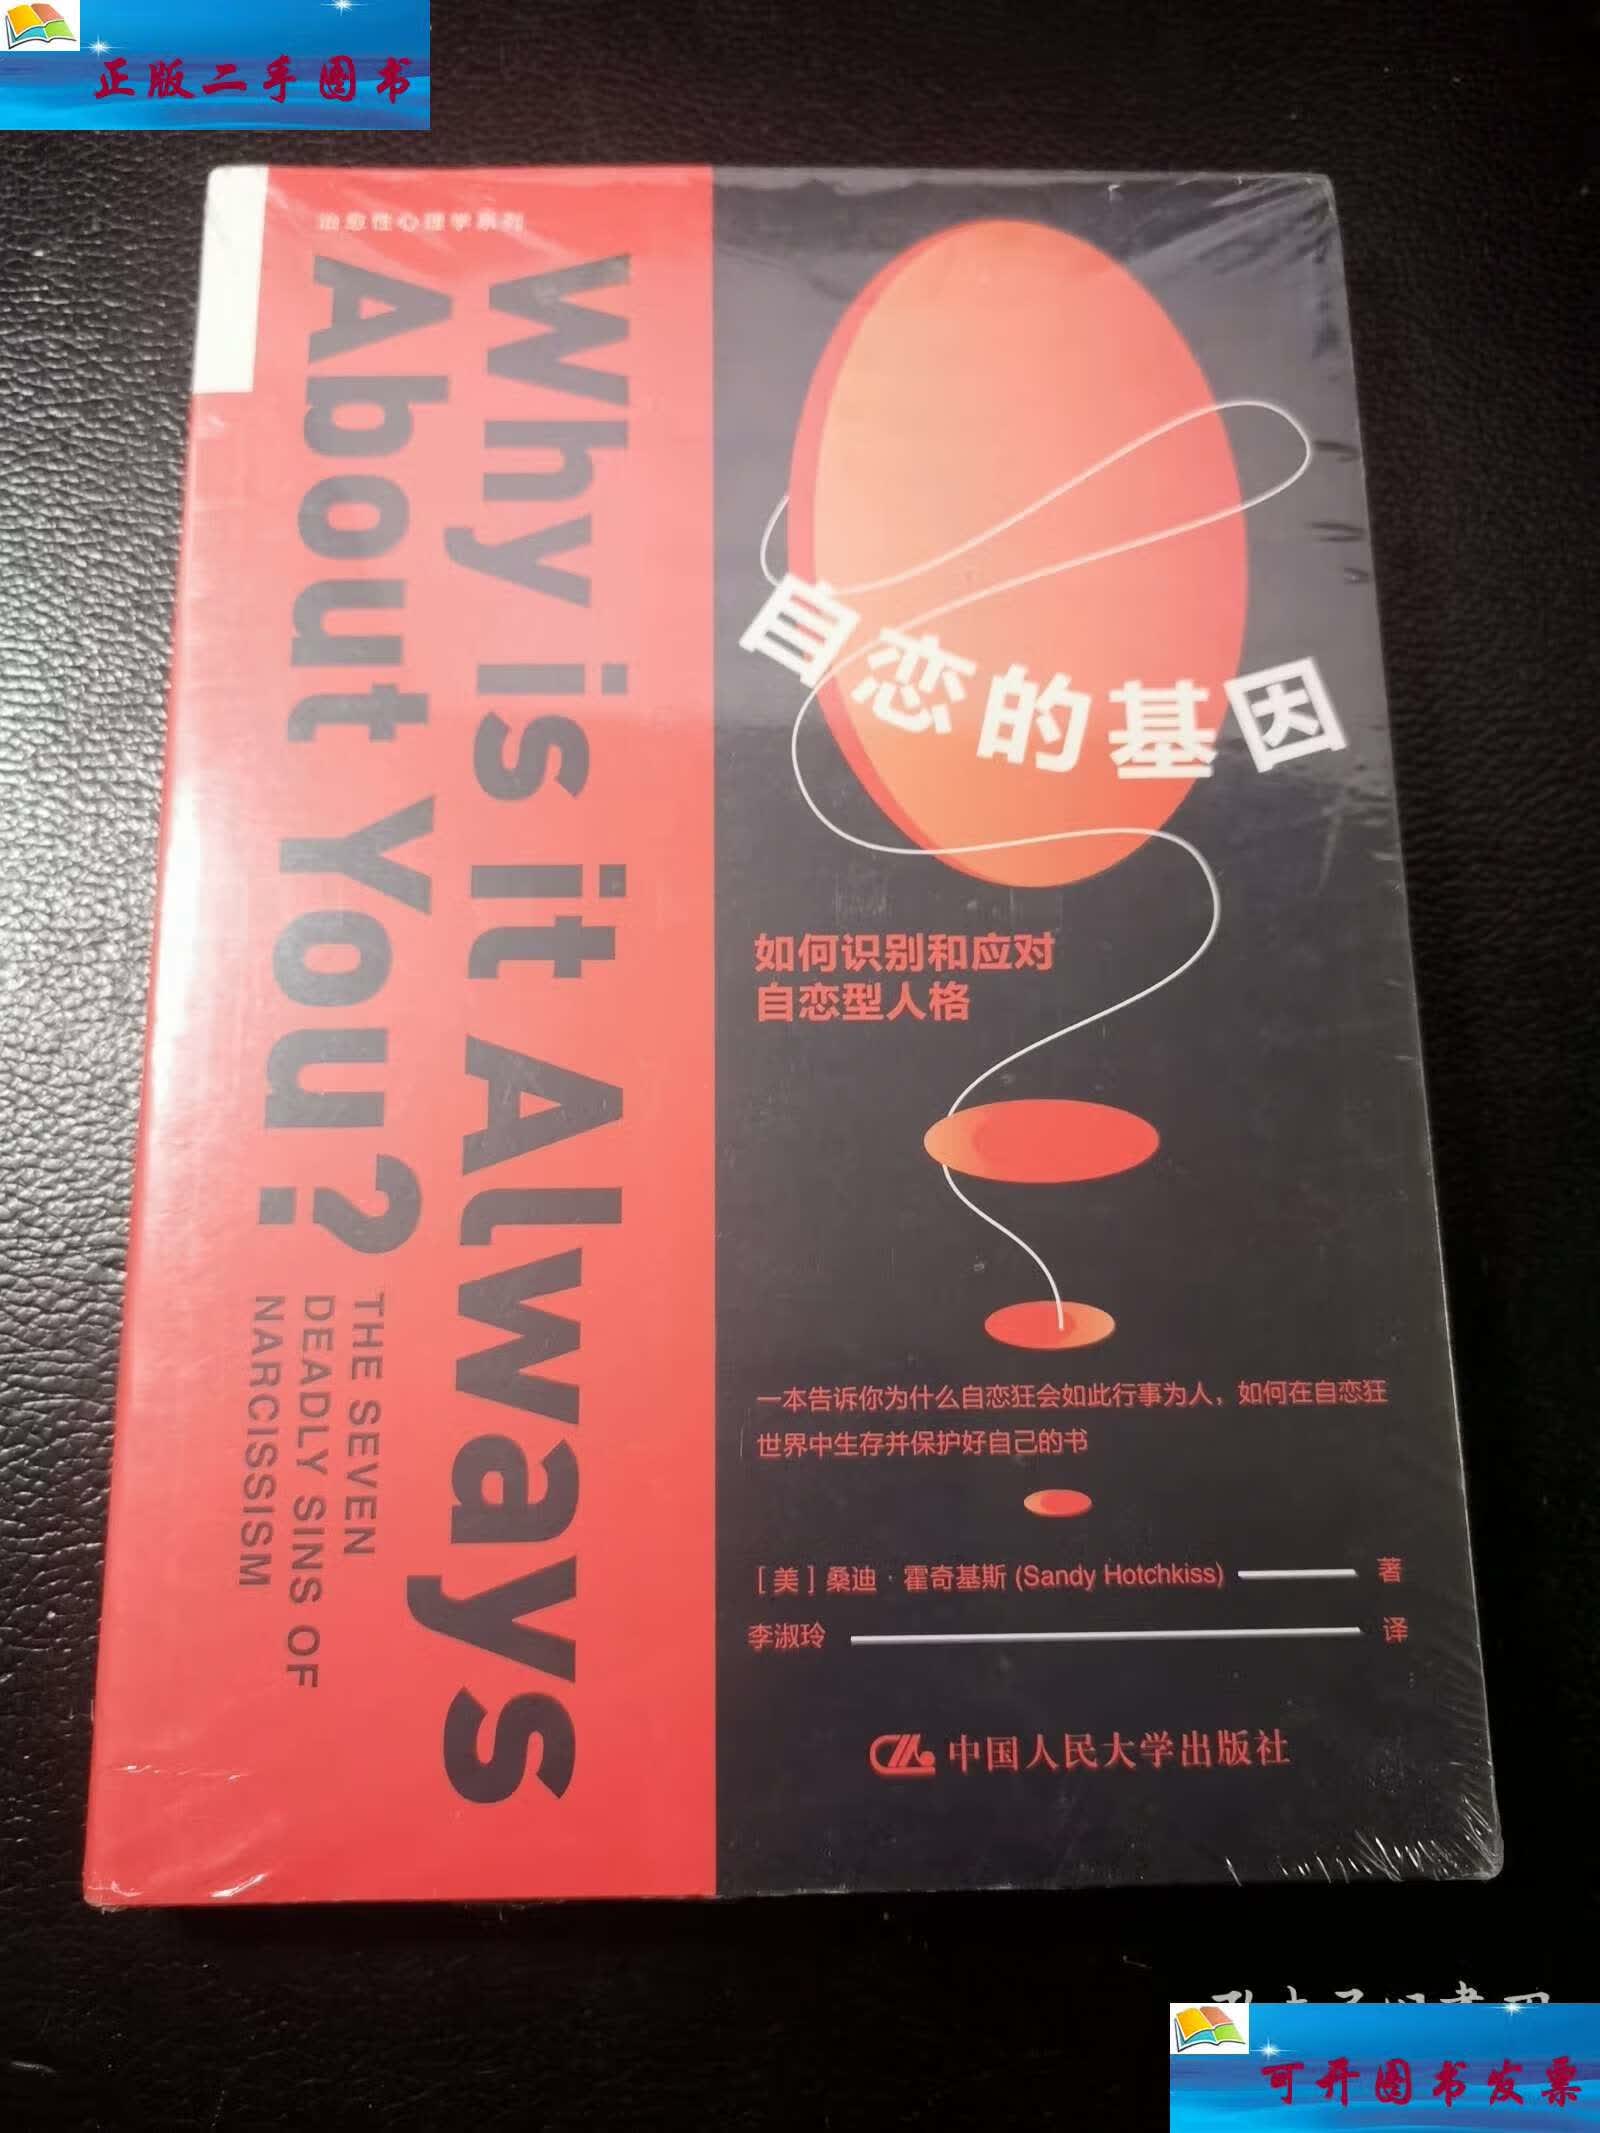 正版二手图书
治愈性心理学系列
Why is it Always
About You?
THE SEVEN
DEADLY SINS OF
NARCISSISM
自恋的基因
如何识别和应对
自恋型人格
一本告诉你为什么自恋狂会如此行事为人，如何在自恋狂
世界中生存并保护好自己的书
[美] 桑迪·霍奇基斯 (Sandy Hotchkiss) 著
李淑玲 译
中国人民大学出版社
可开图书发票